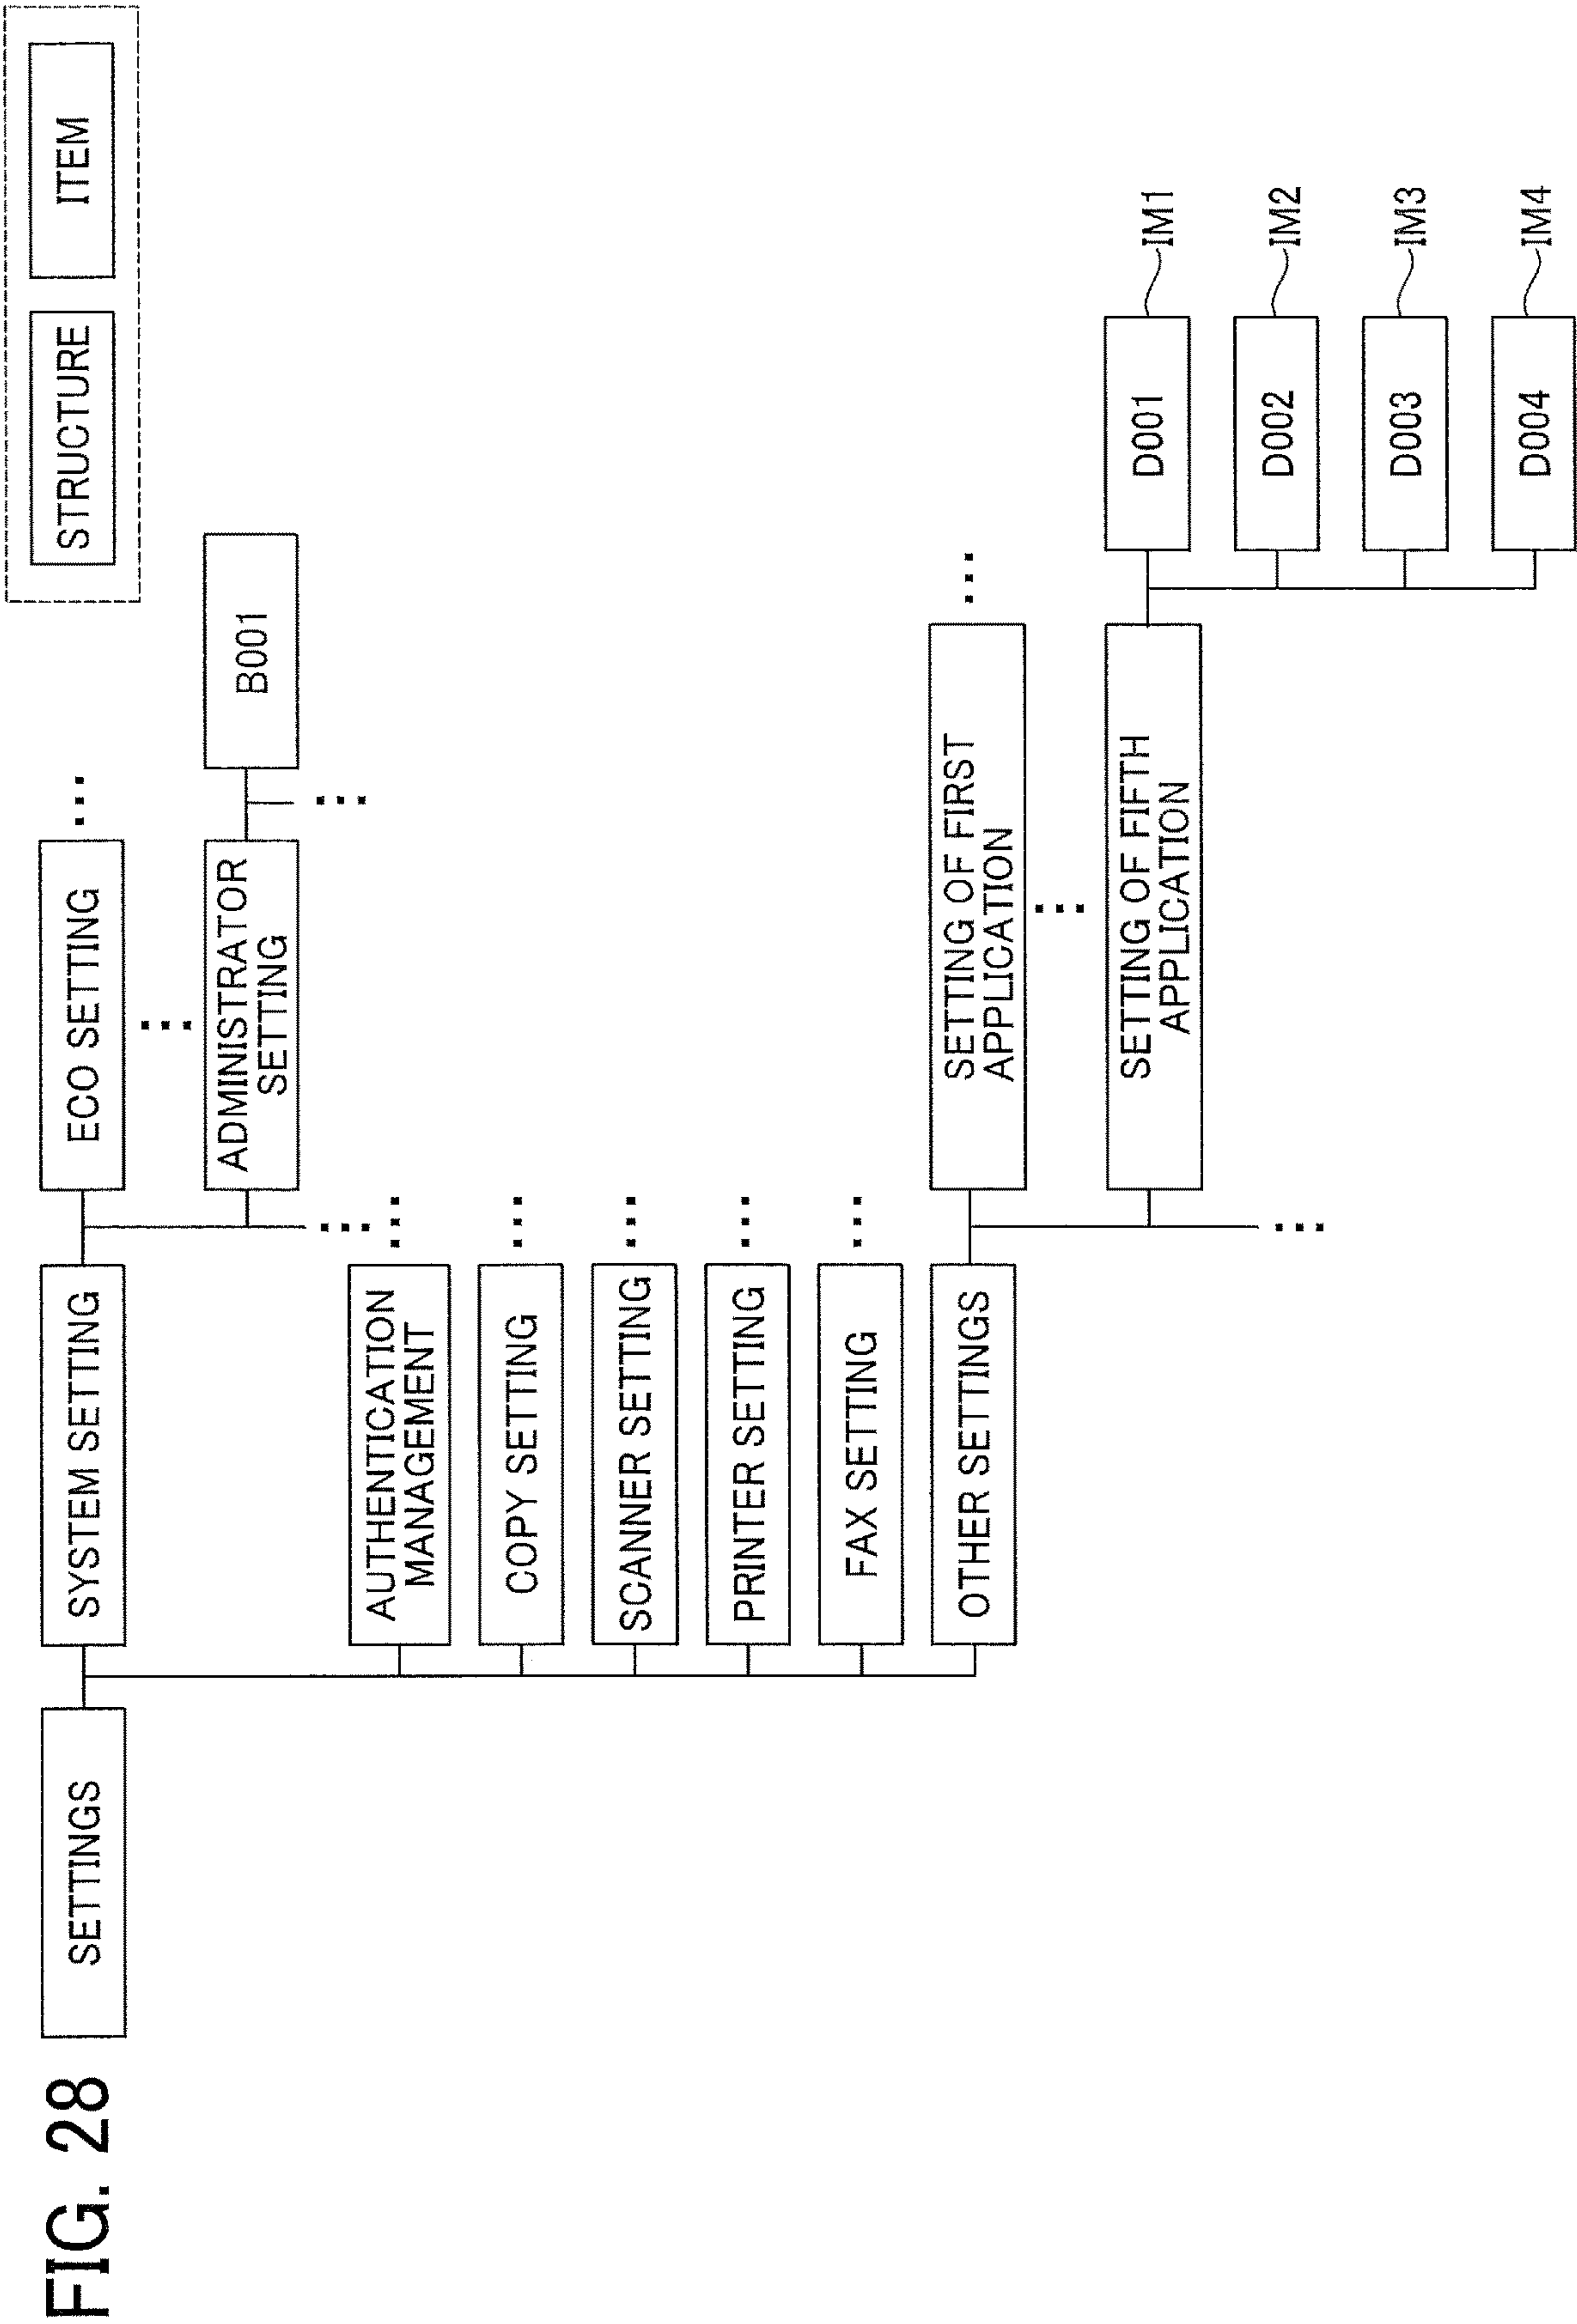 FIG. 28
STRUCTURE
ITEM
SETTINGS
SYSTEM SETTING
ECO SETTING
...
...
ADMINISTRATOR
SETTING
B001
...
...
AUTHENTICATION
MANAGEMENT
...
COPY SETTING
...
SCANNER SETTING
...
PRINTER SETTING
...
FAX SETTING
...
OTHER SETTINGS
SETTING OF FIRST
APPLICATION
...
...
SETTING OF FIFTH
APPLICATION
...
D001
IM1
D002
IM2
D003
IM3
D004
IM4